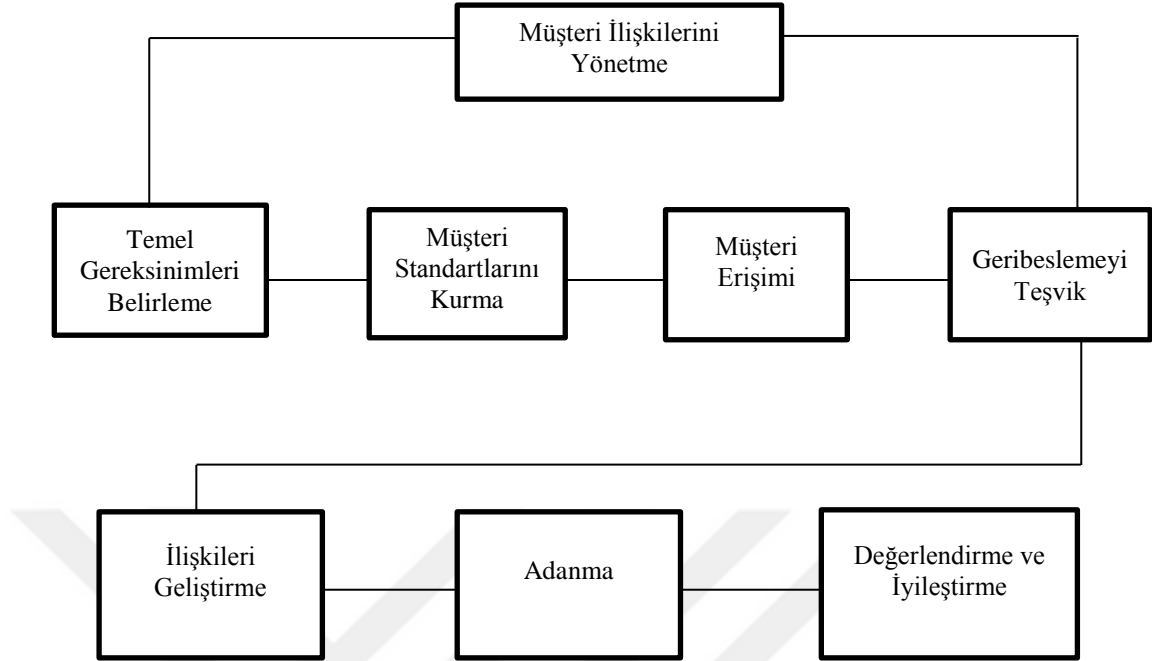 Müşteri İlişkilerini
Yönetme
Temel
Gereksinimleri
Belirleme
Müşteri
Standartlarını
Kurma
Müşteri
Erişimi
Geribeslemeyi
Teşvik
İlişkileri
Geliştirme
Adanma
Değerlendirme ve
İyileştirme